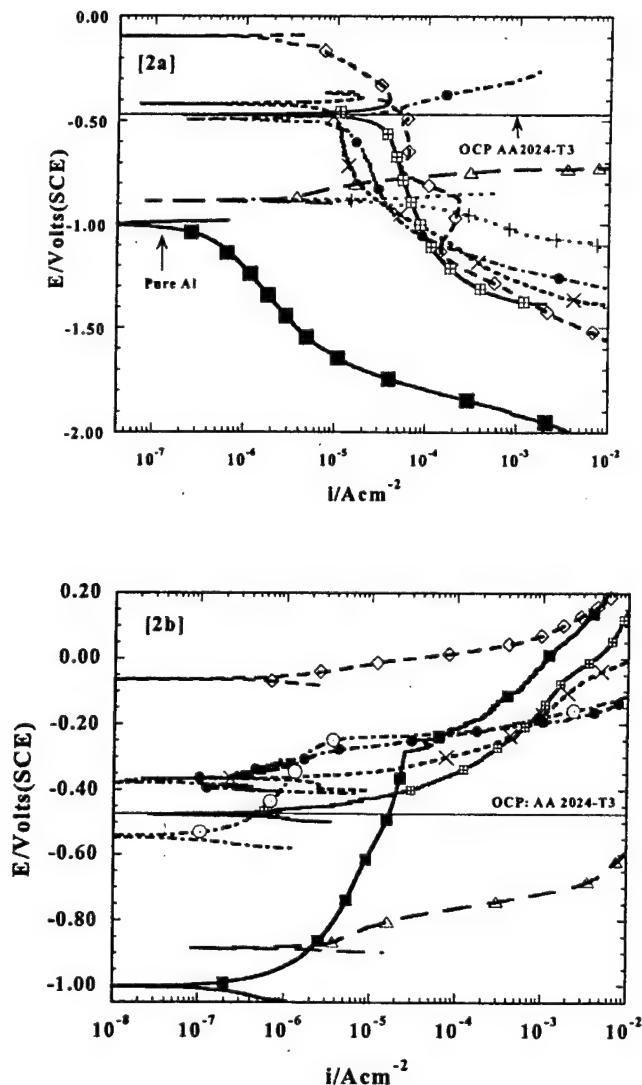 [2a]
0.00
-0.50
-1.00
-1.50
-2.00
E/Volts(SCE)
OCP AA2024-T3
Pure Al
10-7 10-6 10-5 10-4 10-3 10-2
i/Acm-2
[2b]
0.20
0.00
-0.20
-0.40
-0.60
-0.80
-1.00
E/Volts(SCE)
OCP: AA 2024-T3
10-8 10-7 10-6 10-5 10-4 10-3 10-2
i/Acm-2